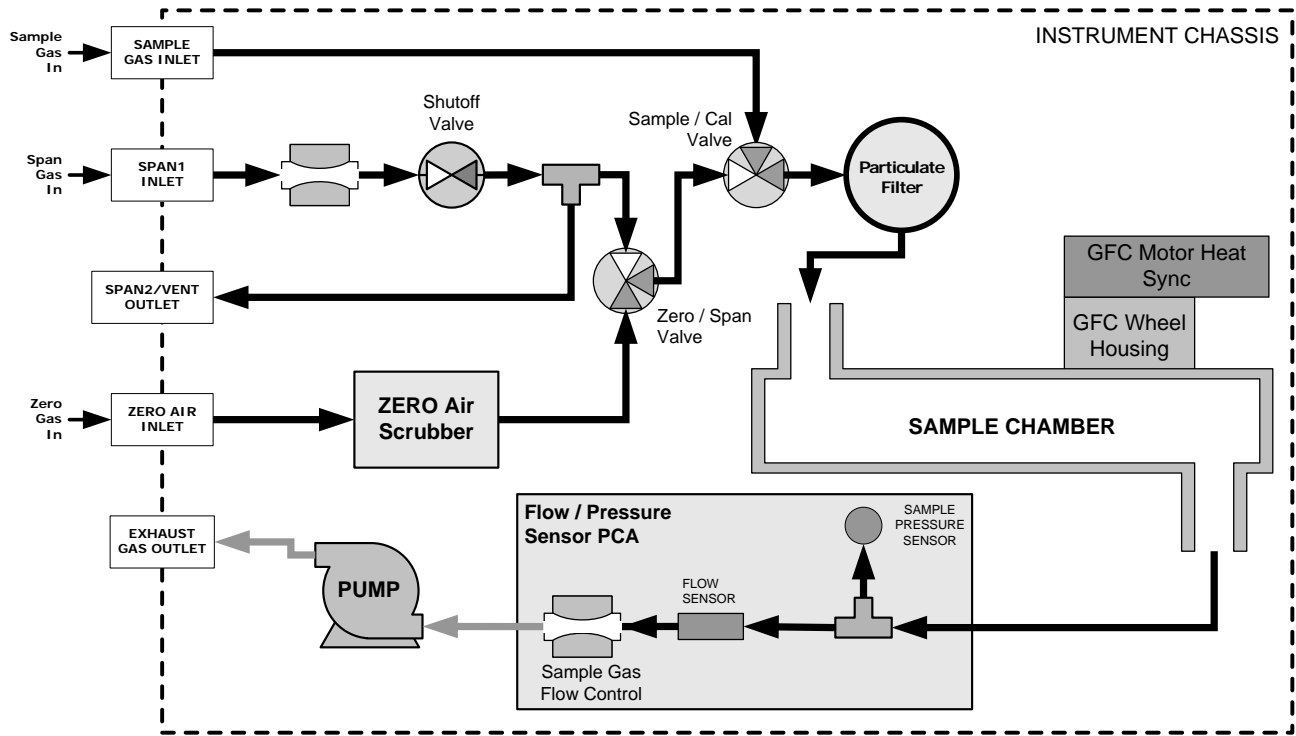 INSTRUMENT CHASSIS
Sample
Gas
In
SAMPLE
GAS INLET
Shutoff
Valve
Sample / Cal
Valve
Span
Gas
In
SPAN1
INLET
Particulate
Filter
SPAN2/VENT
OUTLET
Zero / Span
Valve
GFC Motor Heat
Sync
GFC Wheel
Housing
Zero
Gas
In
ZERO AIR
INLET
ZERO Air
Scrubber
SAMPLE CHAMBER
EXHAUST
GAS OUTLET
PUMP
Flow / Pressure
Sensor PCA
SAMPLE
PRESSURE
SENSOR
FLOW
SENSOR
Sample Gas
Flow Control